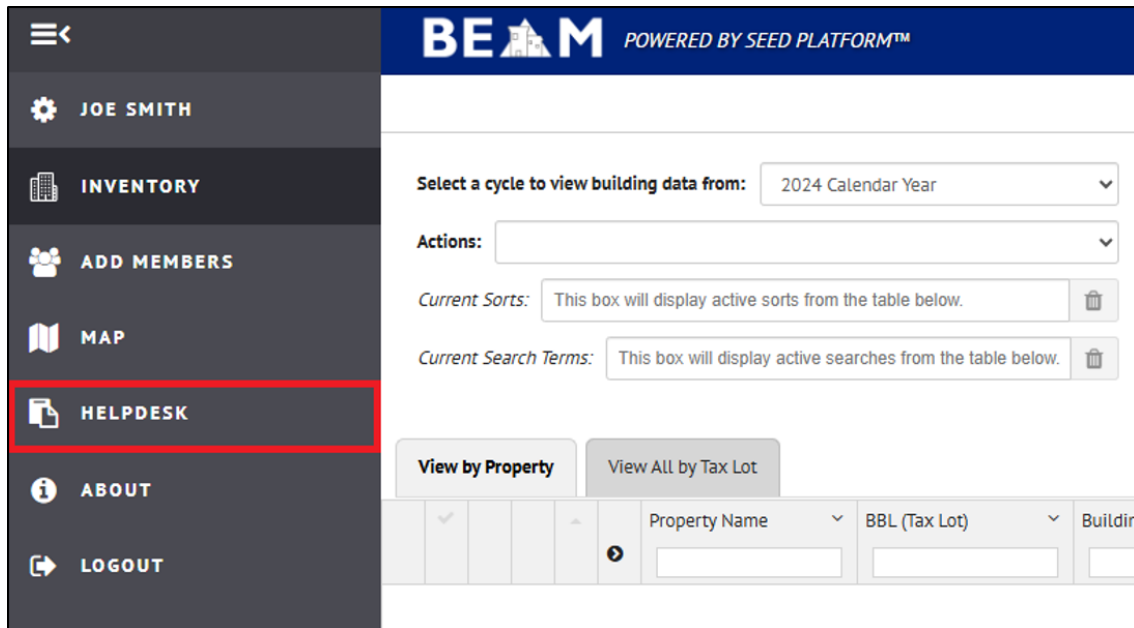 BEAM POWERED BY SEED PLATFORM™
JOE SMITH
INVENTORY
ADD MEMBERS
MAP
HELPDESK
ABOUT
LOGOUT
Select a cycle to view building data from: 2024 Calendar Year
Actions:
Current Sorts: This box will display active sorts from the table below.
Current Search Terms: This box will display active searches from the table below.
View by Property View All by Tax Lot
Property Name BBL (Tax Lot) Buildin